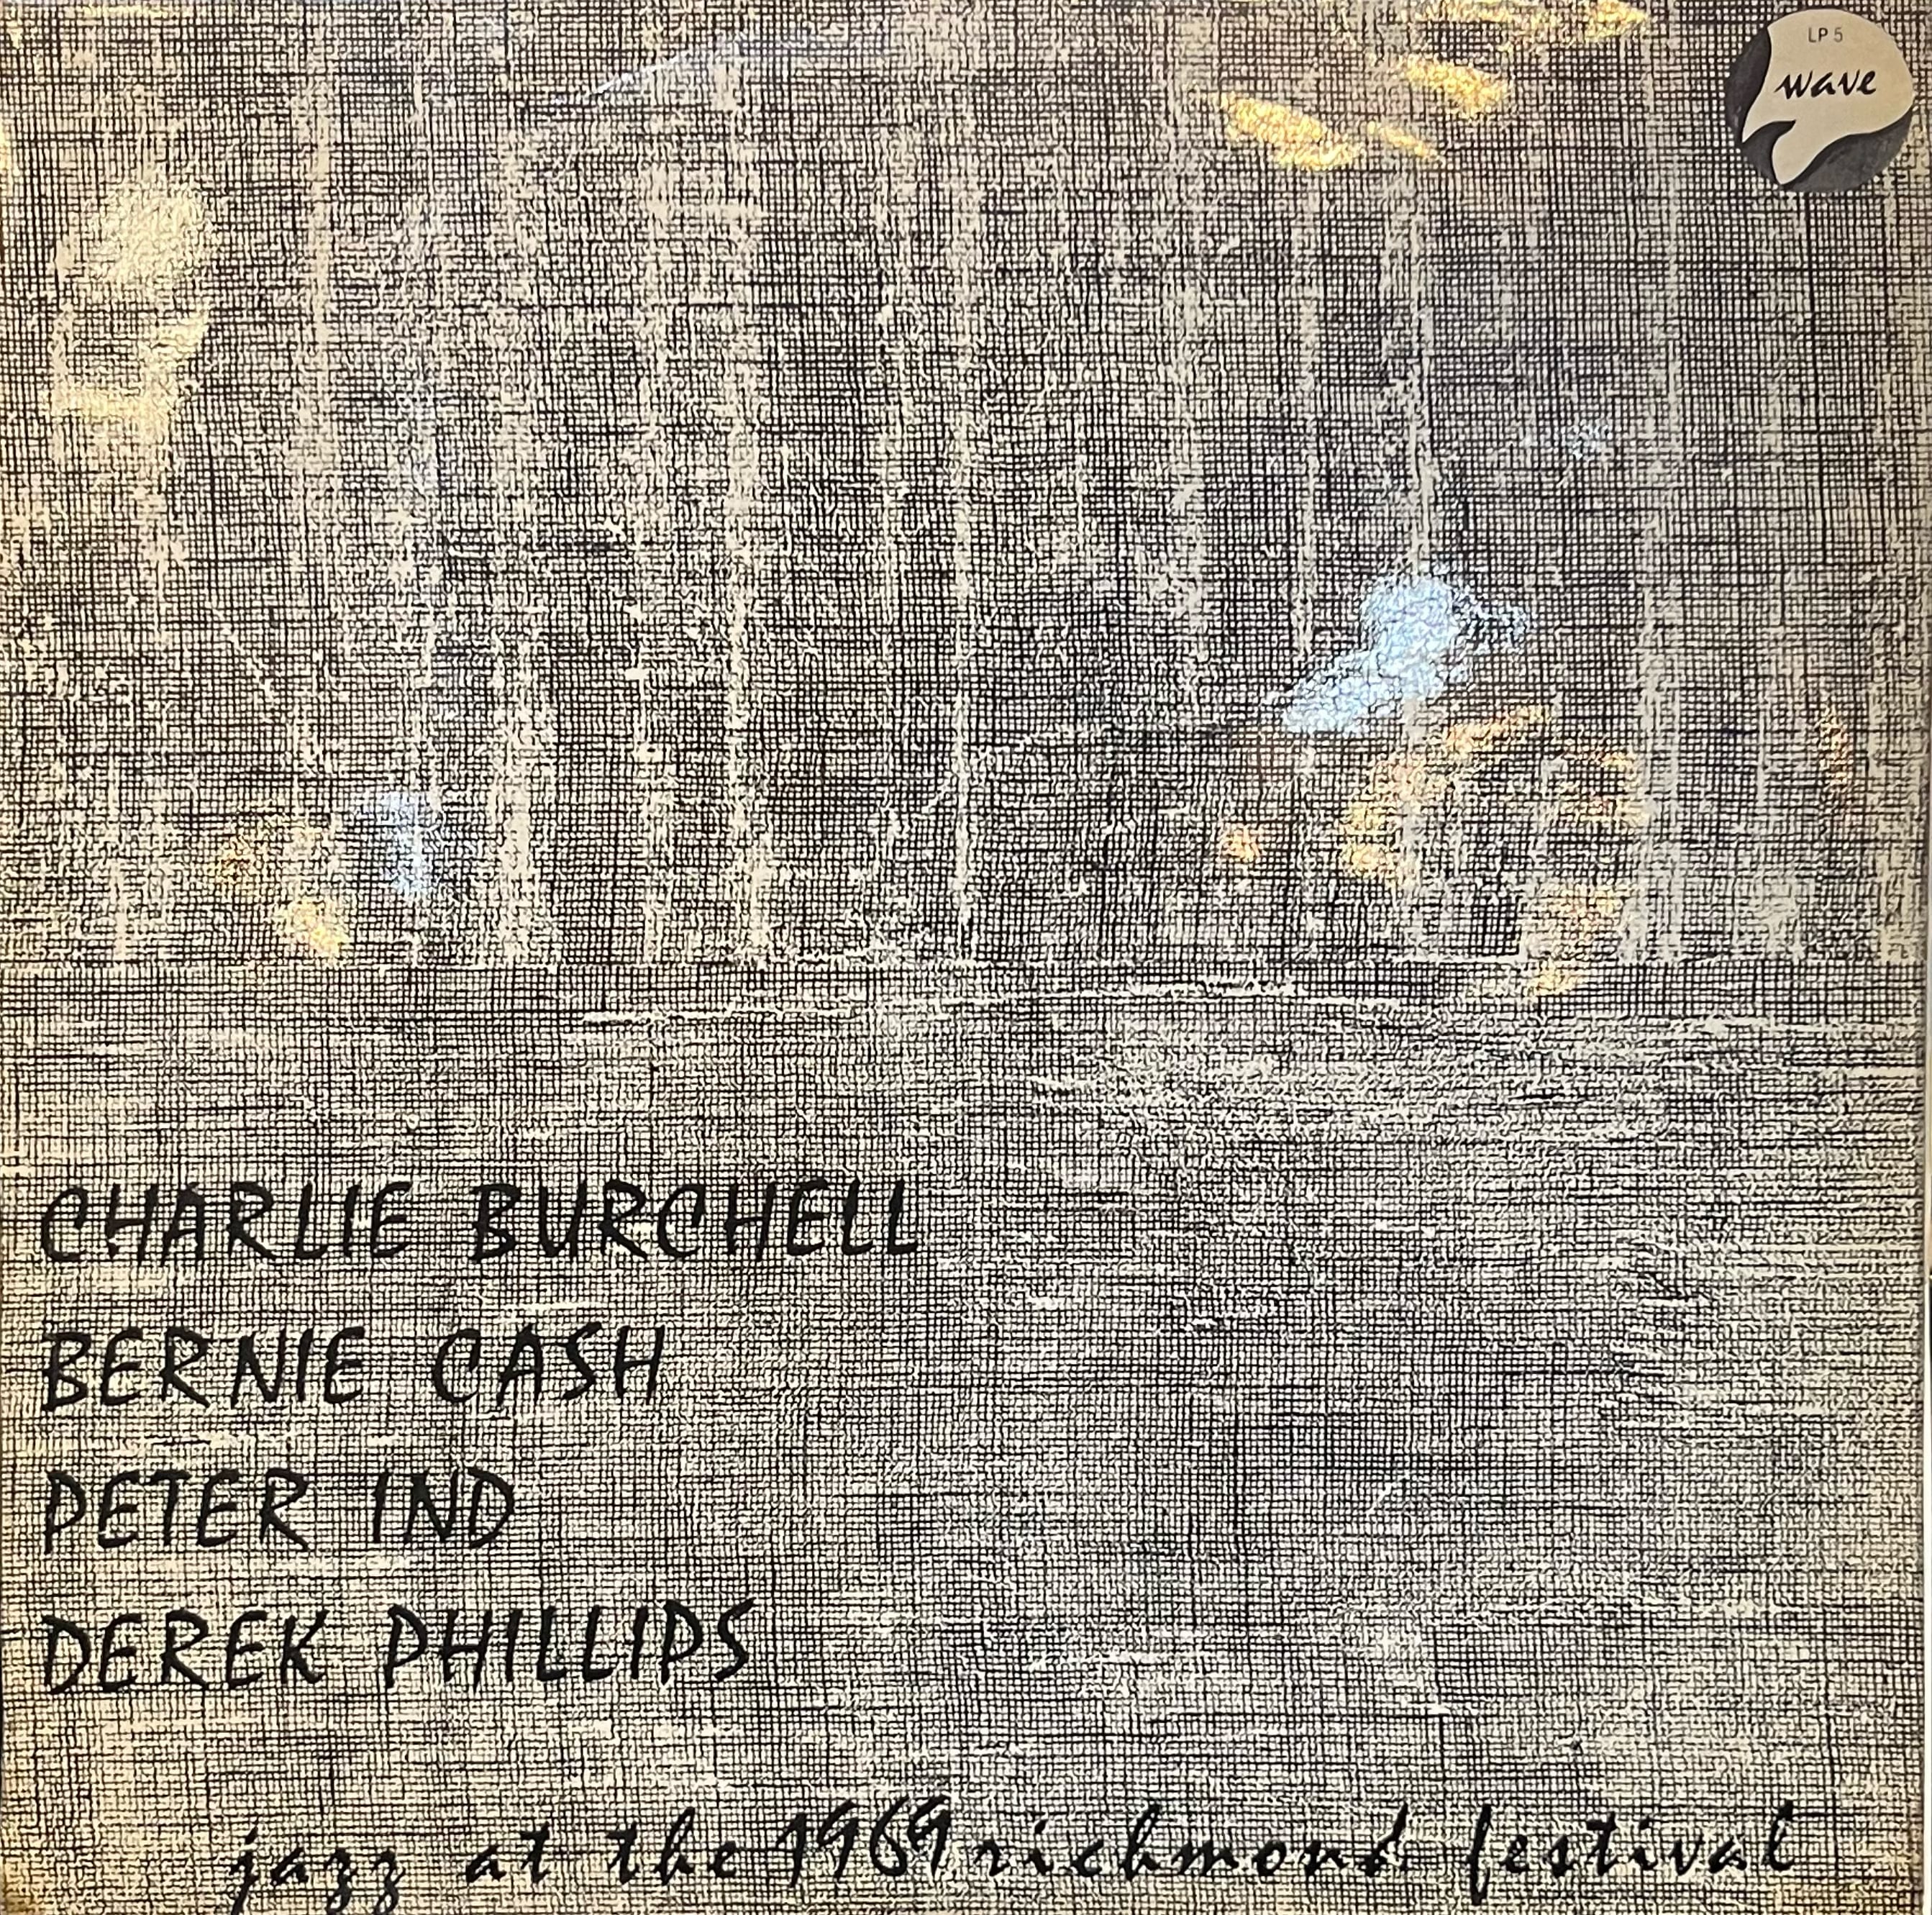 LP 5
wave
CHARLIE BURCHELL
BERNIE CASH
PETER IND
DEREK PHILLIPS
jazz at the 1969 richmond festival